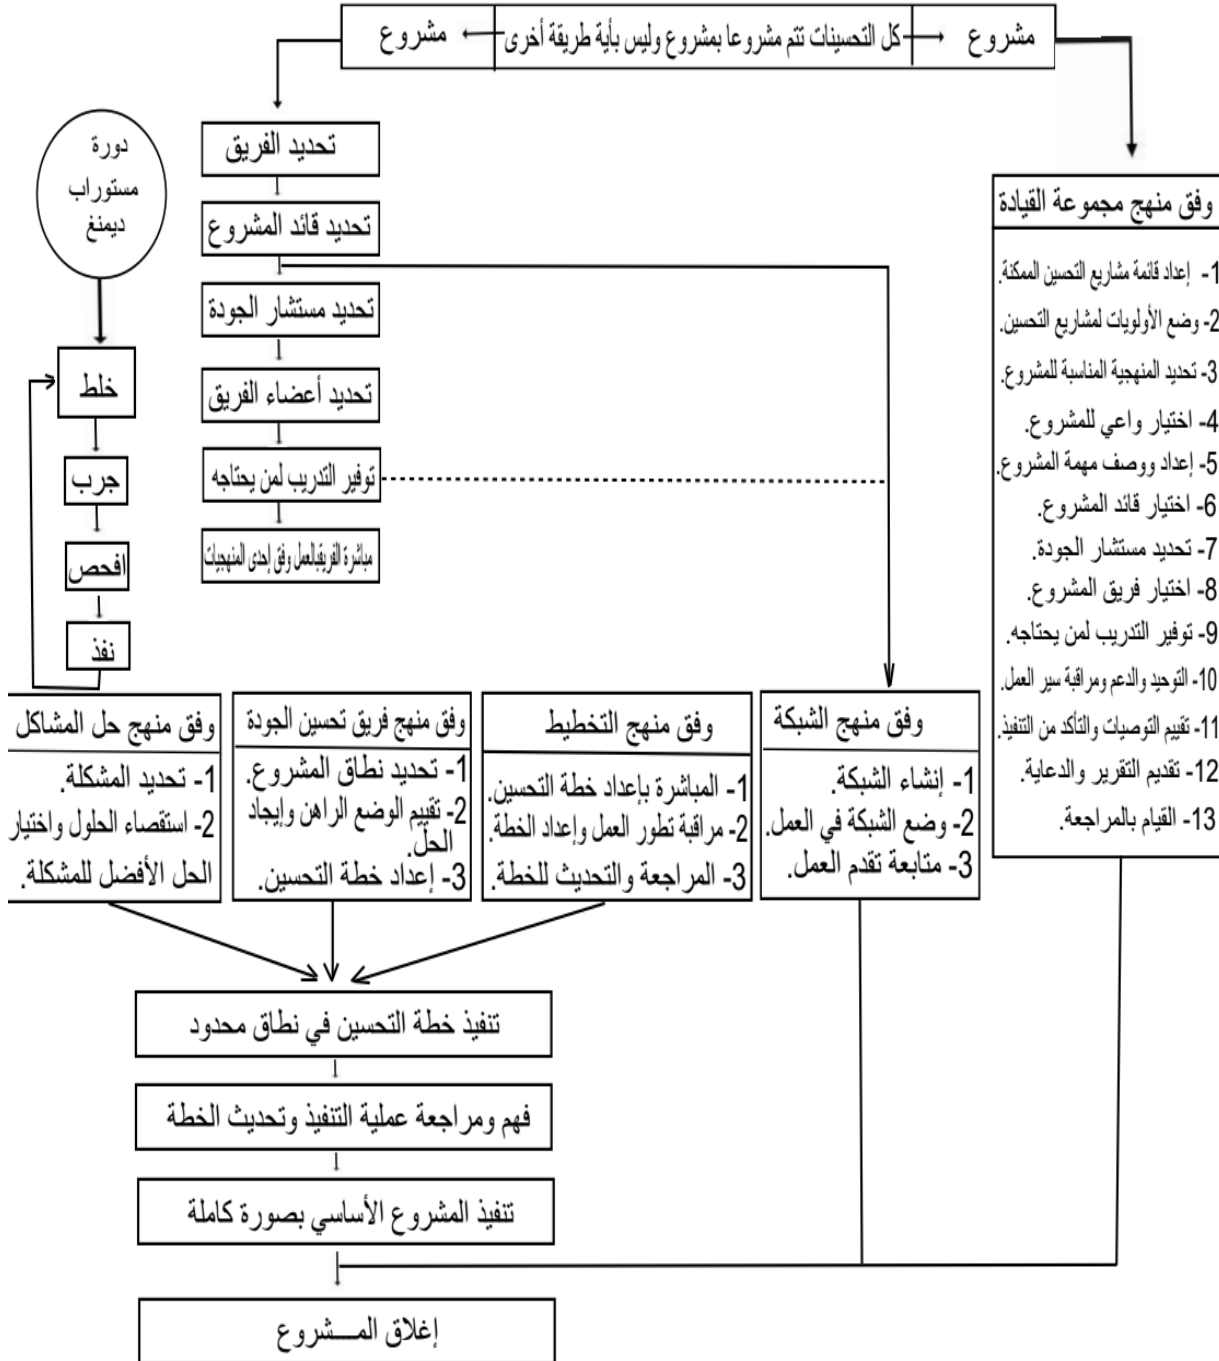 مشروع
كل التحسينات تتم مشروعا بمشروع وليس بأية طريقة أخرى
مشروع
دورة
مستوراب
ديمنغ
خلط
جرب
افحص
نفذ
تحديد الفريق
تحديد قائد المشروع
تحديد مستشار الجودة
تحديد أعضاء الفريق
توفير التدريب لمن يحتاجه
مباشرة الفريقبالعمل وفق إحدى المنهجيات
وفق منهج مجموعة القيادة
1- إعداد قائمة مشاريع التحسين الممكنة.
2- وضع الأولويات لمشاريع التحسين.
3- تحديد المنهجية المناسبة للمشروع.
4- اختيار واعي للمشروع.
5- إعداد ووصف مهمة المشروع.
6- اختيار قائد المشروع.
7- تحديد مستشار الجودة.
8- اختيار فريق المشروع.
9- توفير التدريب لمن يحتاجه.
10- التوحيد والدعم ومراقبة سير العمل.
11- تقييم التوصيات والتأكد من التنفيذ.
12- تقديم التقرير والدعاية.
13- القيام بالمراجعة.
وفق منهج الشبكة
1- إنشاء الشبكة.
2- وضع الشبكة في العمل.
3- متابعة تقدم العمل.
وفق منهج التخطيط
1- المباشرة بإعداد خطة التحسين.
2- مراقبة تطور العمل وإعداد الخطة.
3- المراجعة والتحديث للخطة.
وفق منهج فريق تحسين الجودة
1- تحديد نطاق المشروع.
2- تقييم الوضع الراهن وإيجاد
الحل.
3- إعداد خطة التحسين.
وفق منهج حل المشاكل
1- تحديد المشكلة.
2- استقصاء الحلول واختيار
الحل الأفضل للمشكلة.
تنفيذ خطة التحسين في نطاق محدود
فهم ومراجعة عملية التنفيذ وتحديث الخطة
تنفيذ المشروع الأساسي بصورة كاملة
إغلاق المـــشروع